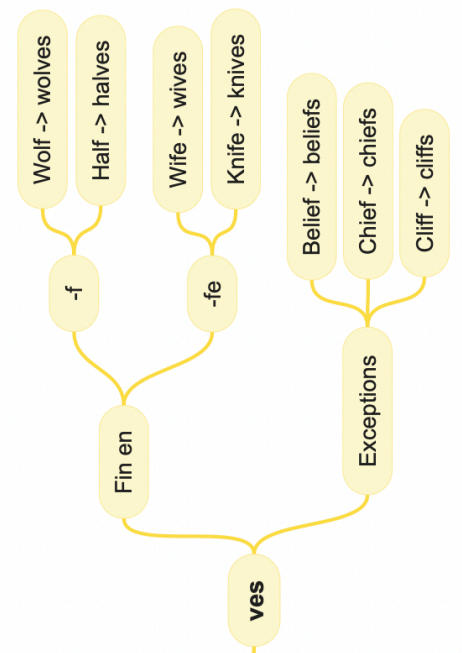 ves
Fin en
-f
Wolf -> wolves
Half -> halves
-fe
Wife -> wives
Knife -> knives
Exceptions
Belief -> beliefs
Chief -> chiefs
Cliff -> cliffs